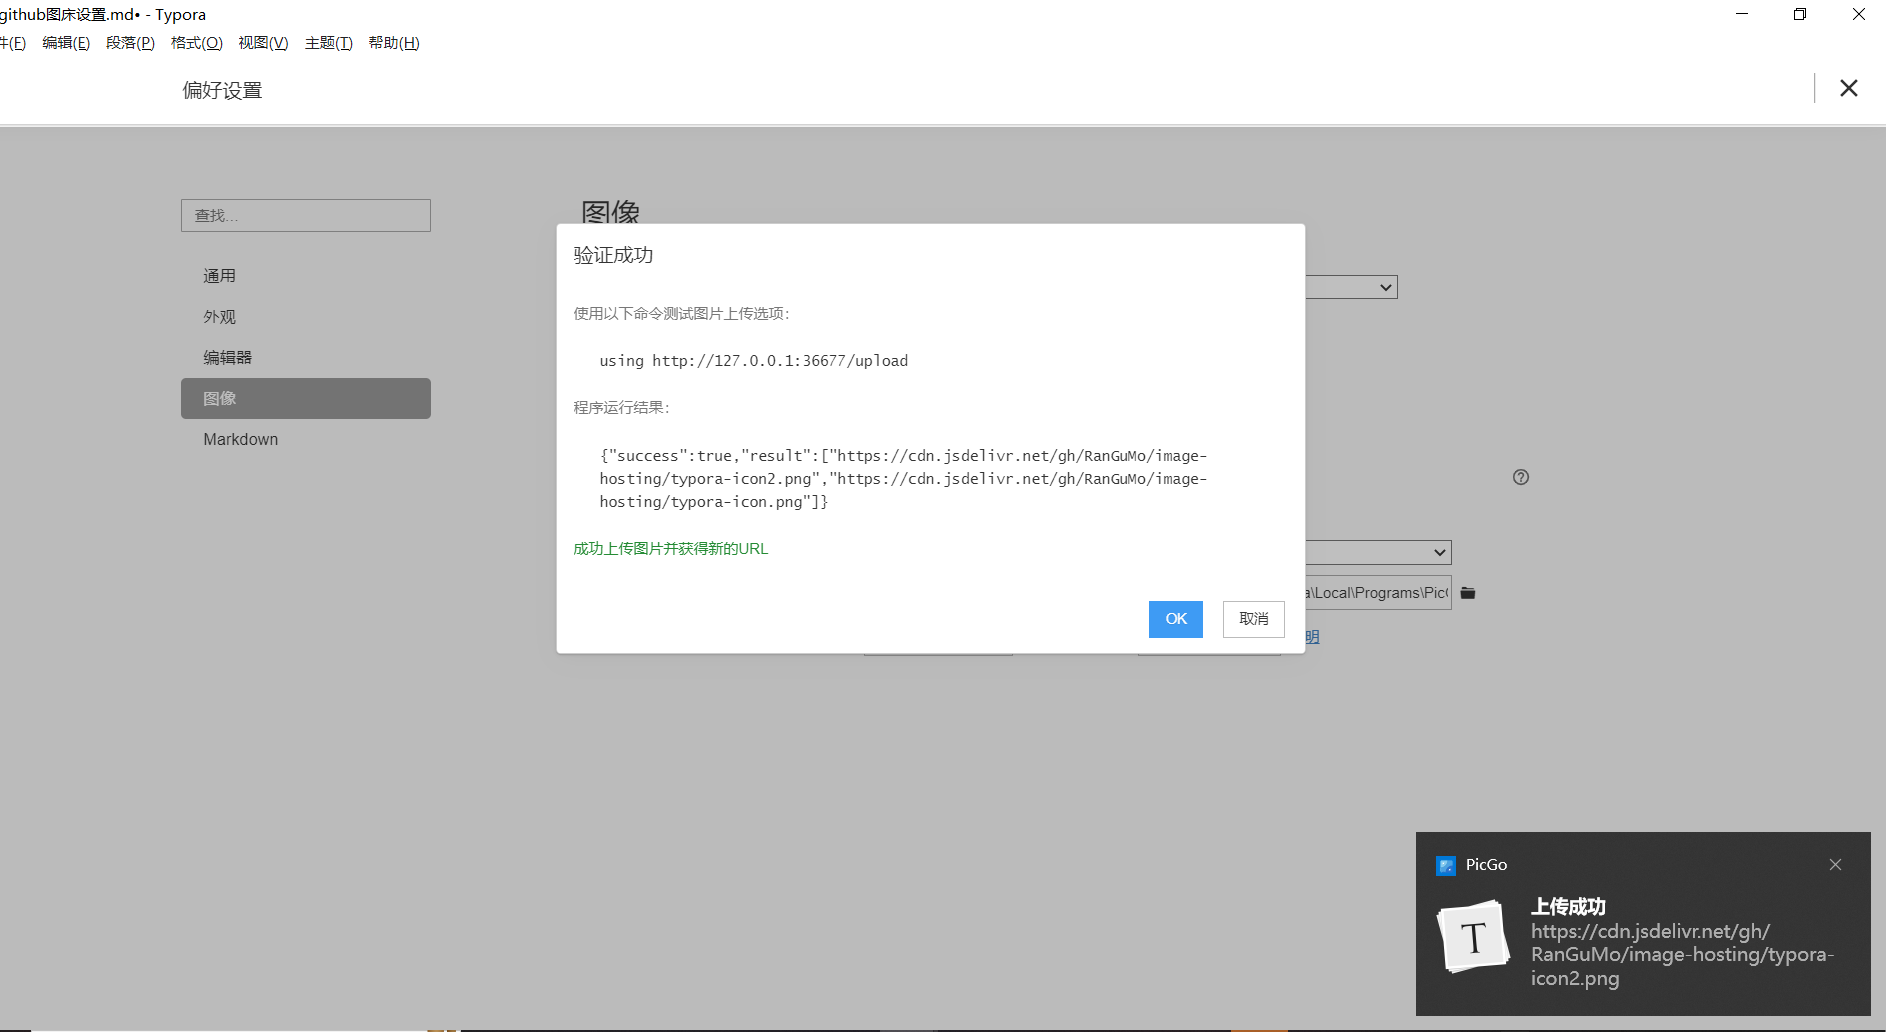 github图床设置.md• - Typora
件(F) 编辑(E) 段落(P) 格式(O) 视图(V) 主题(T) 帮助(H)
偏好设置
查找...
通用
外观
编辑器
图像
Markdown
图像
a\Local\Programs\Pic
明
验证成功
使用以下命令测试图片上传选项：
using http://127.0.0.1:36677/upload
程序运行结果：
{"success":true,"result":["https://cdn.jsdelivr.net/gh/RanGuMo/image-
hosting/typora-icon2.png","https://cdn.jsdelivr.net/gh/RanGuMo/image-
hosting/typora-icon.png"]}
成功上传图片并获得新的URL
OK 取消
PicGo
T
上传成功
https://cdn.jsdelivr.net/gh/
RanGuMo/image-hosting/typora-
icon2.png